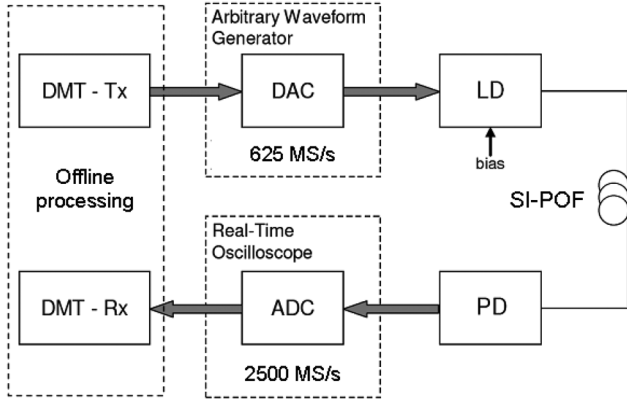 Arbitrary Waveform
Generator
DMT - Tx
DAC
LD
625 MS/s
bias
Offline
processing
SI-POF
Real-Time
Oscilloscope
DMT - Rx
ADC
PD
2500 MS/s